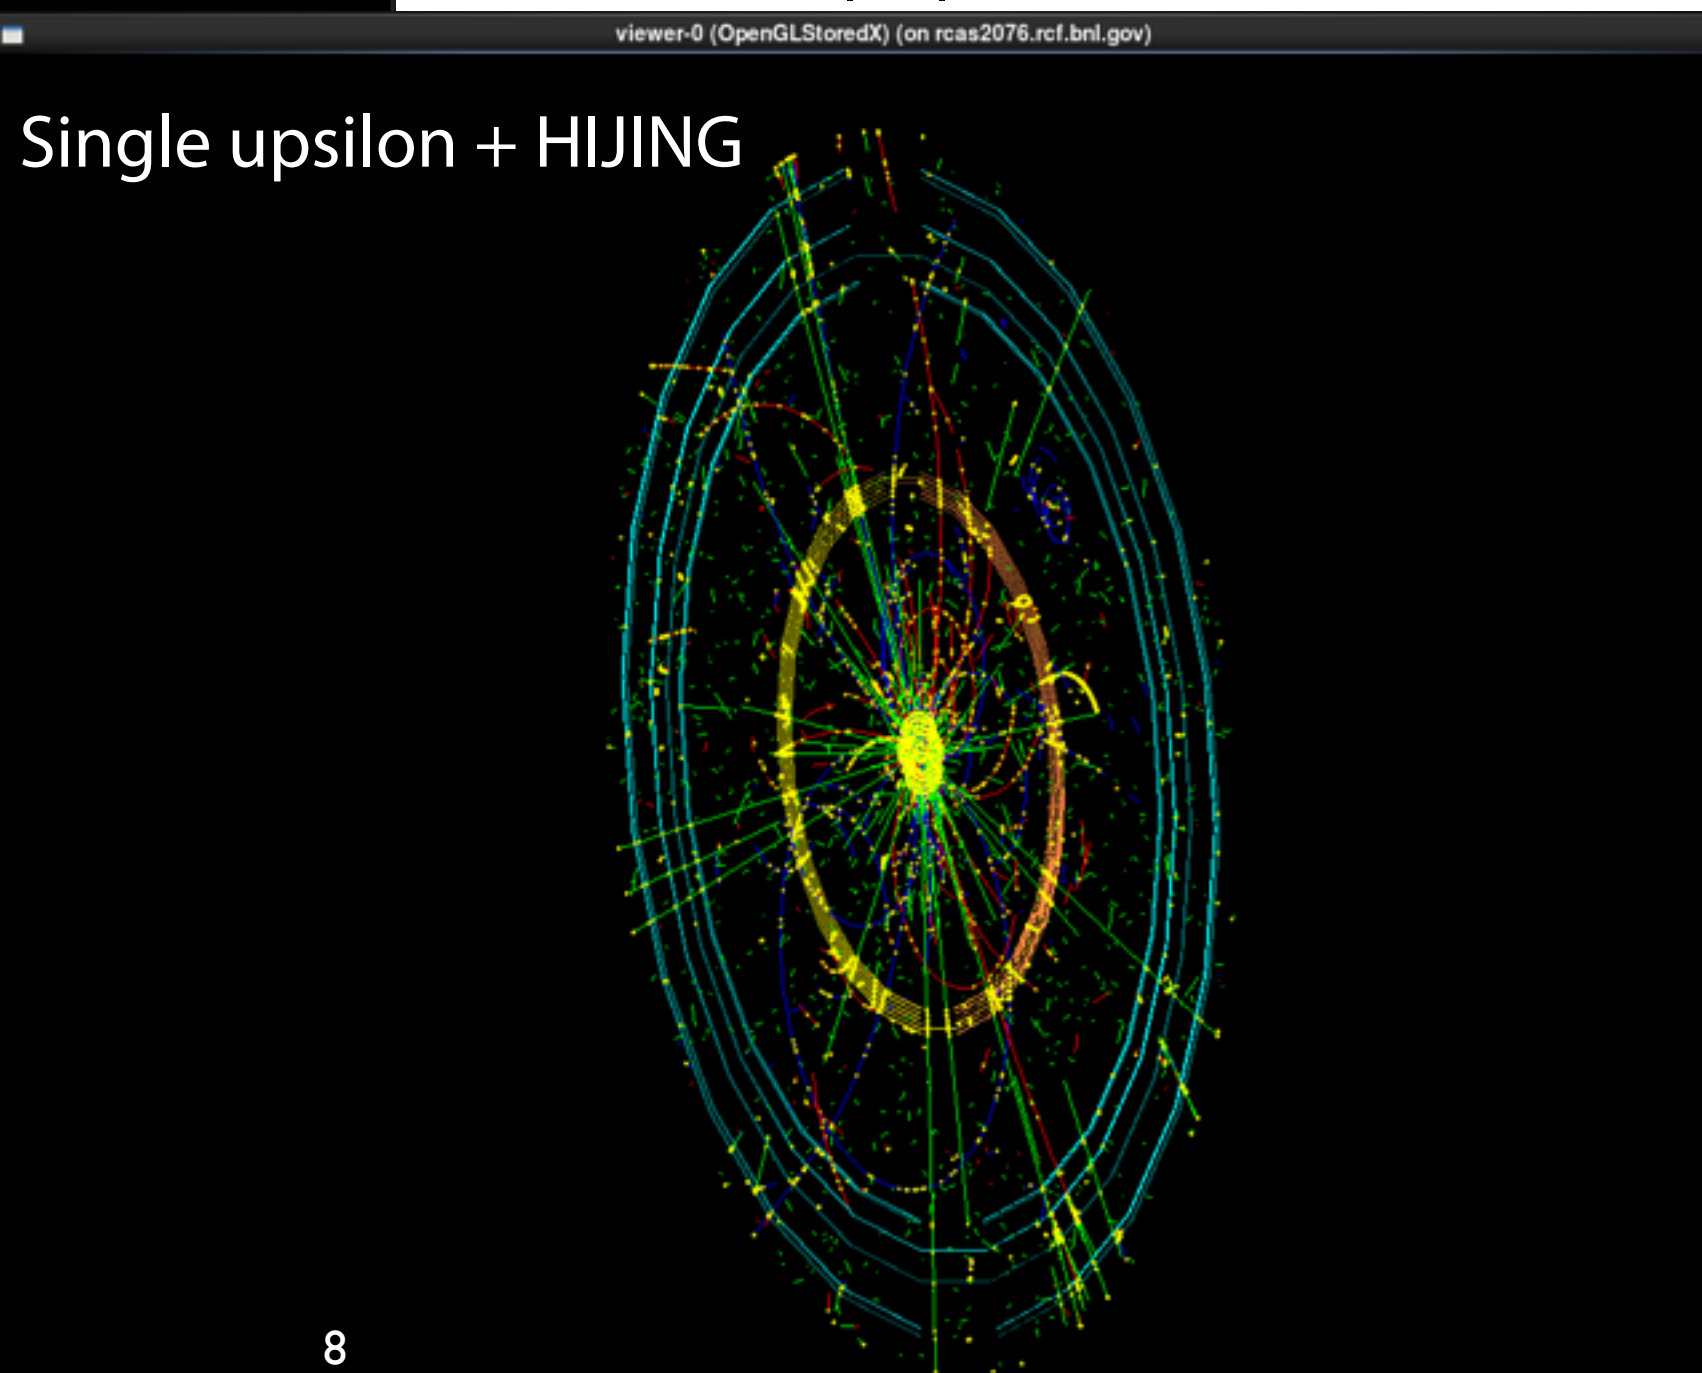 viewer-0 (OpenGLStoredX) (on rcas2076.rcf.bnl.gov)
Single upsilon + HIJING
8